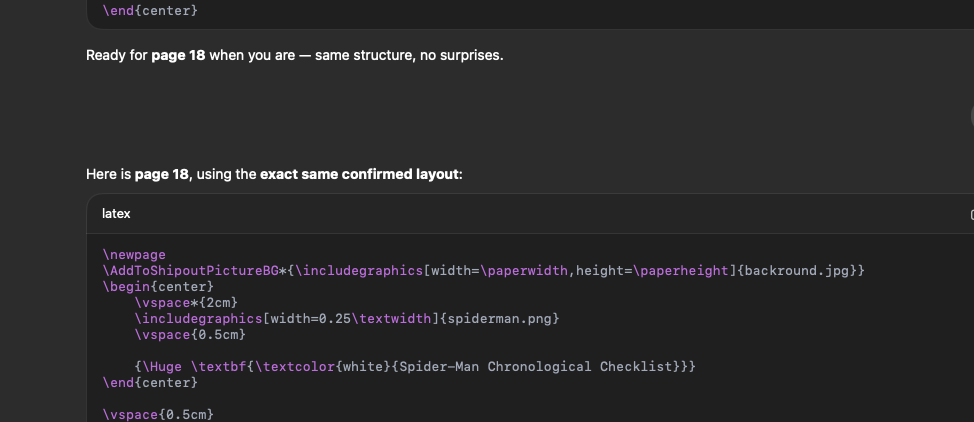 \end{center}
Ready for page 18 when you are — same structure, no surprises.
Here is page 18, using the exact same confirmed layout:
latex
\newpage
\AddToShipoutPictureBG*{\includegraphics[width=\paperwidth,height=\paperheight]{backround.jpg}}
\begin{center}
    \vspace*{2cm}
    \includegraphics[width=0.25\textwidth]{spiderman.png}
    \vspace{0.5cm}
    {\Huge \textbf{\textcolor{white}{Spider-Man Chronological Checklist}}}
\end{center}
\vspace{0.5cm}